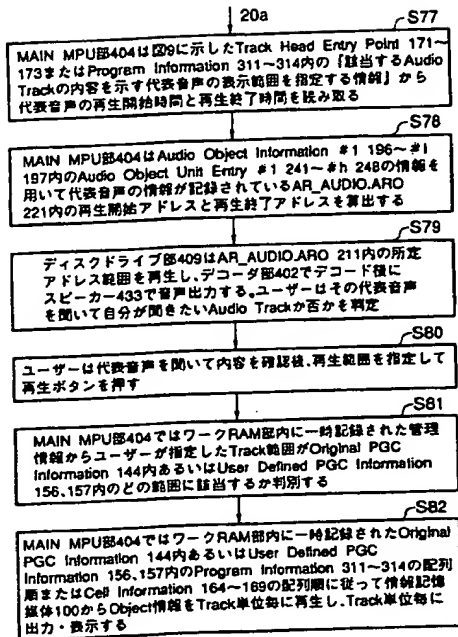 20a
S77
MAIN MPU部404は図9に示したTrack Head Entry Point 171~
173またはProgram Information 311~314内の「該当するAudio
Trackの内容を示す代表音声の表示範囲を指定する情報」から
代表音声の再生開始時間と再生終了時間を読み取る
S78
MAIN MPU部404はAudio Object Information #1 196~#l
197内のAudio Object Unit Entry #1 241~#h 248の情報を
用いて代表音声の情報が記録されているAR_AUDIO.ARO
221内の再生開始アドレスと再生終了アドレスを算出する
S79
ディスクドライブ部409はAR_AUDIO.ARO 211内の所定
アドレス範囲を再生し、デコーダ部402でデコード後に
スピーカー433で音声出力する。ユーザーはその代表音声
を聞いて自分が聞きたいAudio Trackか否かを判定
S80
ユーザーは代表音声を聞いて内容を確認後、再生範囲を指定して
再生ボタンを押す
S81
MAIN MPU部404ではワークRAM部内に一時記録された管理
情報からユーザーが指定したTrack範囲がOriginal PGC
Information 144内あるいはUser Defined PGC Information
156、157内のどの範囲に該当するか判別する
S82
MAIN MPU部404ではワークRAM部内に一時記録されたOriginal
PGC Information 144内あるいはUser Defined PGC
Information 156、157内のProgram Information 311~314の配列
順またはCell Information 164~169の配列順に従って情報記憶
媒体100からObject情報をTrack単位毎に再生し、Track単位毎に
出力・表示する